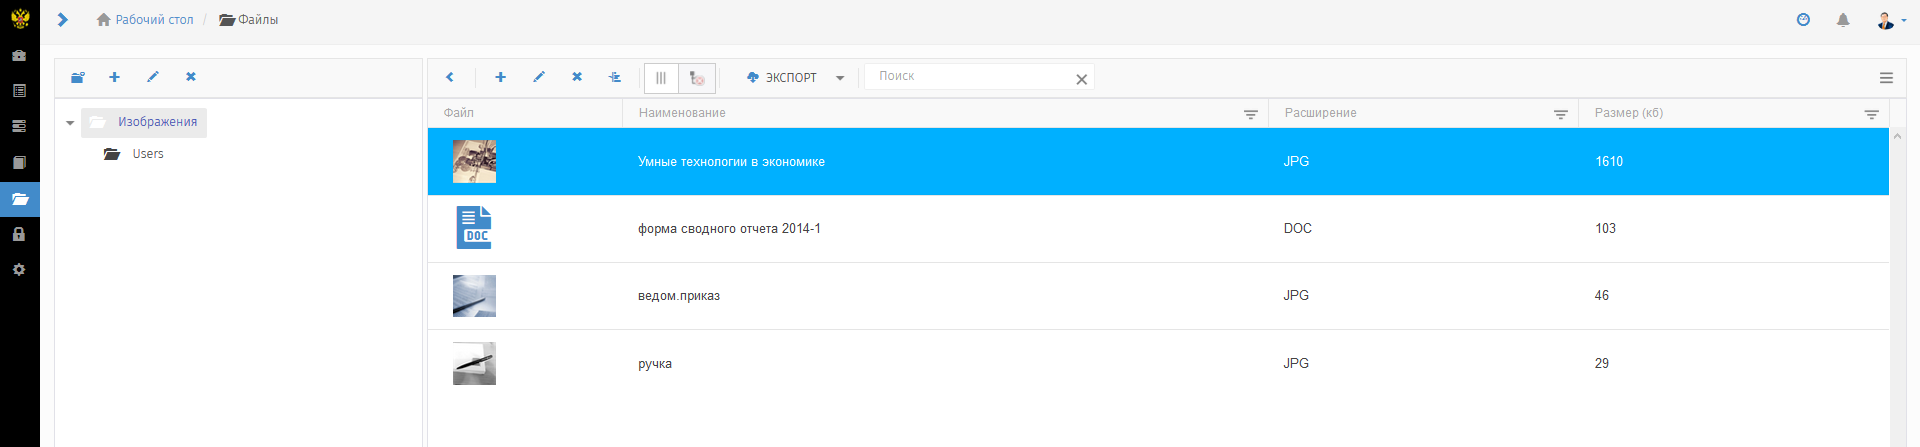 Рабочий стол / Файлы
ЭКСПОРТ
Поиск
Изображения
Users
Файл Наименование Расширение Размер (кб)
Умные технологии в экономике JPG 1610
DOC
форма сводного отчета 2014-1 DOC 103
ведом.приказ JPG 46
ручка JPG 29